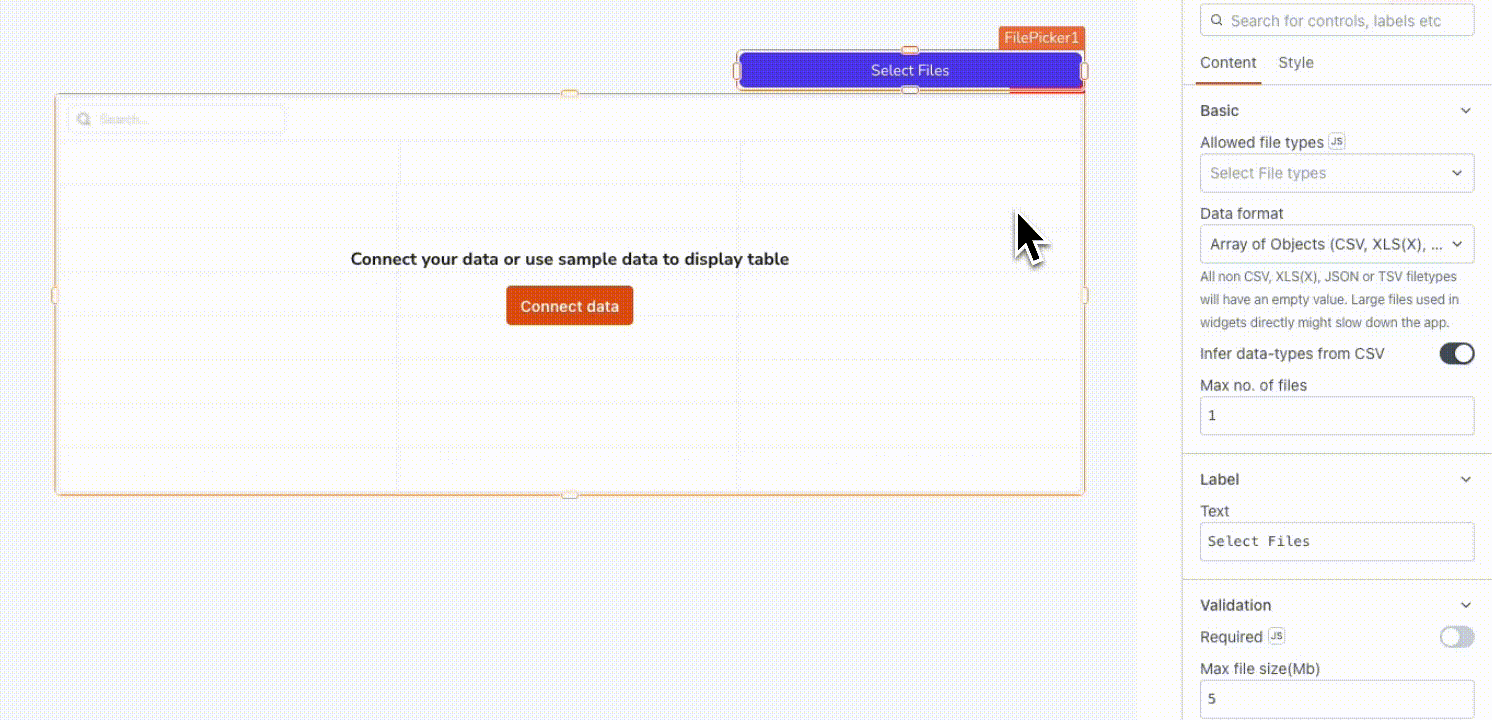 FilePicker1
Select Files
Search...
Connect your data or use sample data to display table
Connect data
Search for controls, labels etc
Content Style
Basic
Allowed file types JS
Select File types
Data format
Array of Objects (CSV, XLS(X), ...
All non CSV, XLS(X), JSON or TSV filetypes
will have an empty value. Large files used in
widgets directly might slow down the app.
Infer data-types from CSV
Max no. of files
1
Label
Text
Select Files
Validation
Required JS
Max file size(Mb)
5